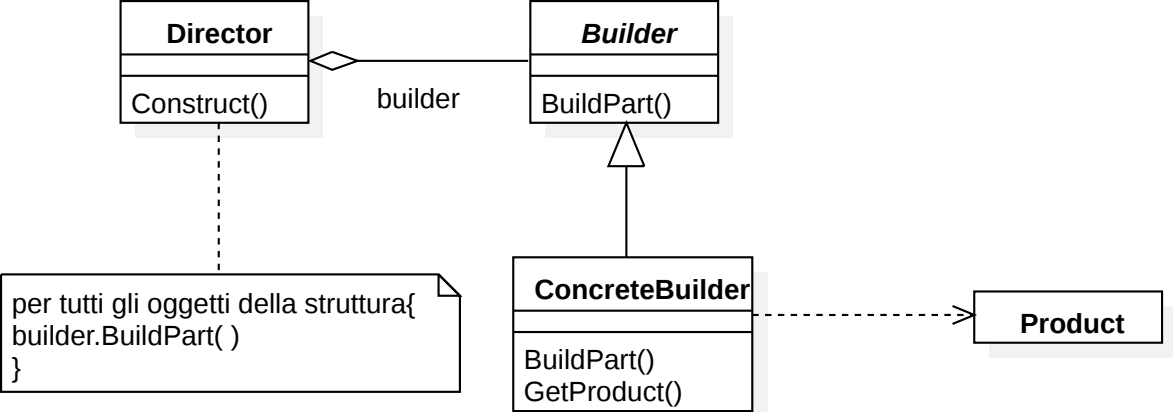 Director
Construct()
builder
Builder
BuildPart()
per tutti gli oggetti della struttura{
builder.BuildPart( )
}
ConcreteBuilder
BuildPart()
GetProduct()
Product